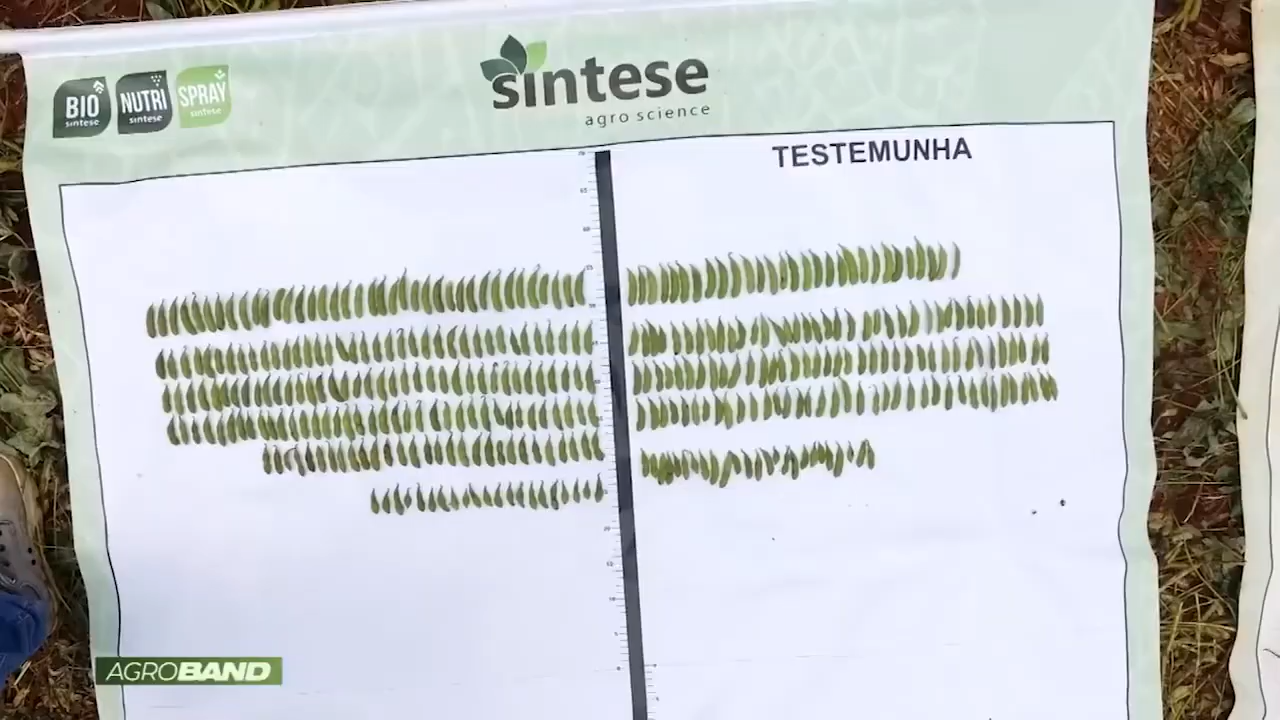 BIO
sintese
NUTRI
sintese
SPRAY
sintese
sintese
agro science
TESTEMUNHA
AGROBAND